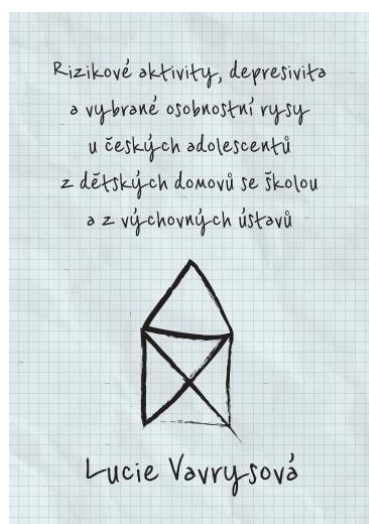 Rizikové aktivity, depresivita
a vybrané osobnostní rysy
u českých adolescentů
z dětských domovů se školou
a z výchovných ústavů
Lucie Vavrysová